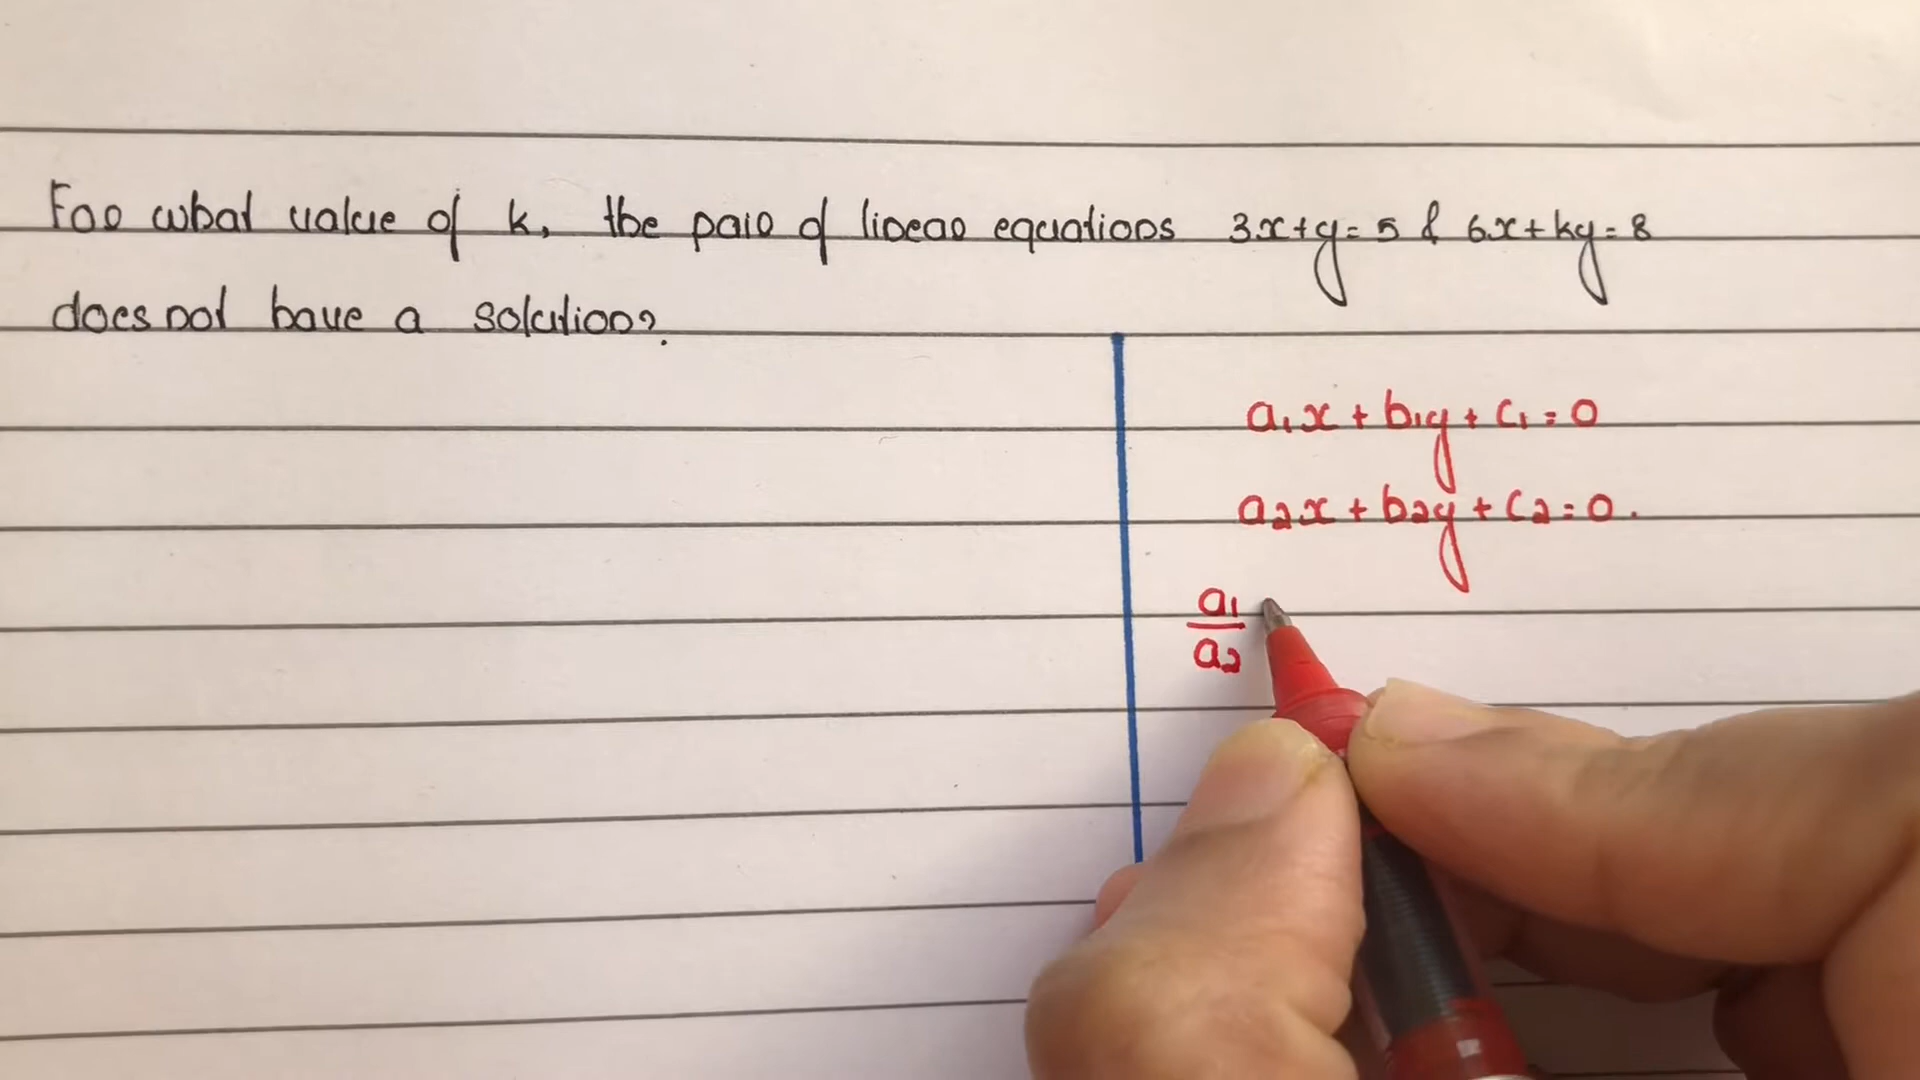 For what value of k, the pair of linear equations 3x+y=5 & 6x+ky=8
does not have a solution?
a₁x + b₁y + c₁ = 0
a₂x + b₂y + c₂ = 0.
a₁
a₂